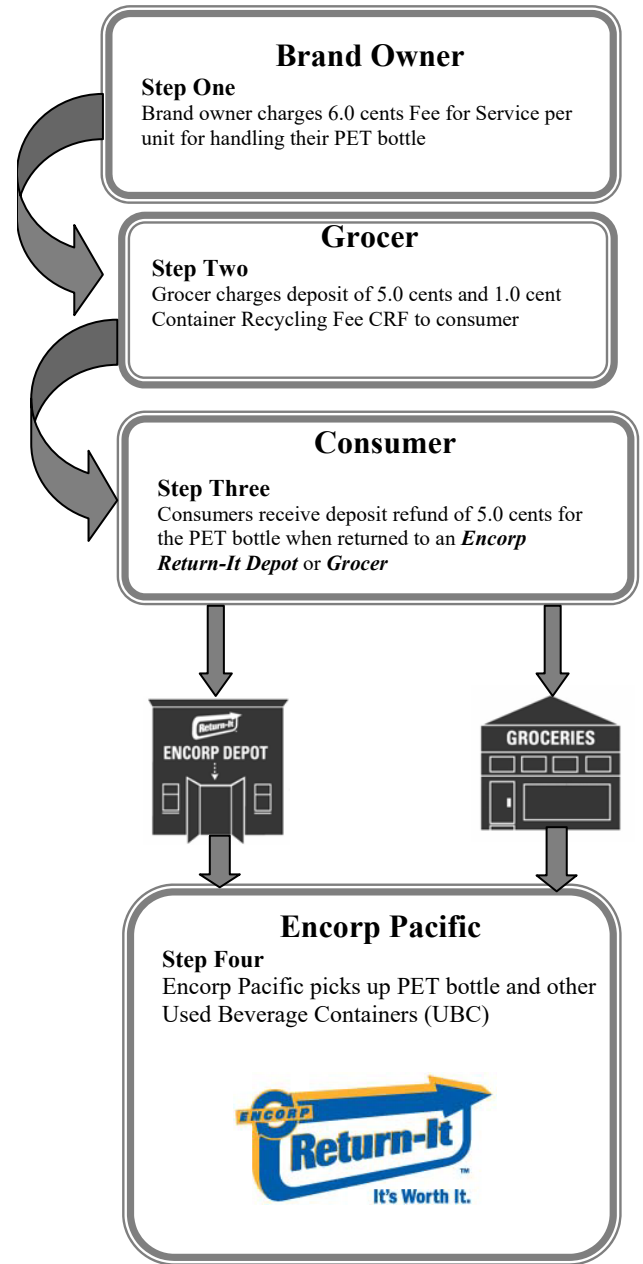 Brand Owner
Step One
Brand owner charges 6.0 cents Fee for Service per
unit for handling their PET bottle
Grocer
Step Two
Grocer charges deposit of 5.0 cents and 1.0 cent
Container Recycling Fee CRF to consumer
Consumer
Step Three
Consumers receive deposit refund of 5.0 cents for
the PET bottle when returned to an Encorp
Return-It Depot or Grocer
Return-It
ENCORP DEPOT
GROCERIES
Encorp Pacific
Step Four
Encorp Pacific picks up PET bottle and other
Used Beverage Containers (UBC)
ENCORP
Return-It
™
It's Worth It.